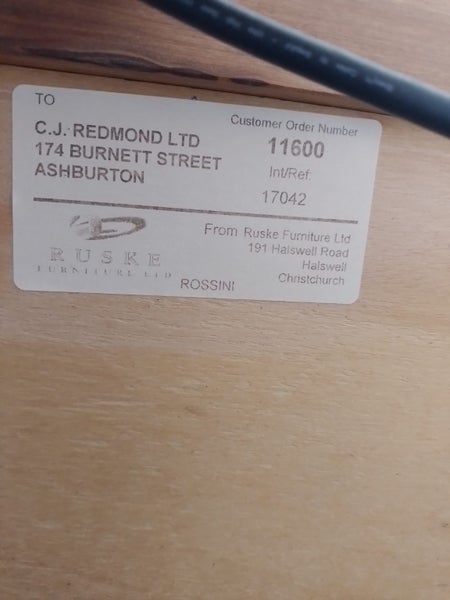 TO
C.J. REDMOND LTD
174 BURNETT STREET
ASHBURTON
Customer Order Number
11600
Int/Ref:
17042
RUSKE
FURNITURE LTD
From Ruske Furniture Ltd
191 Halswell Road
Halswell
Christchurch
ROSSINI